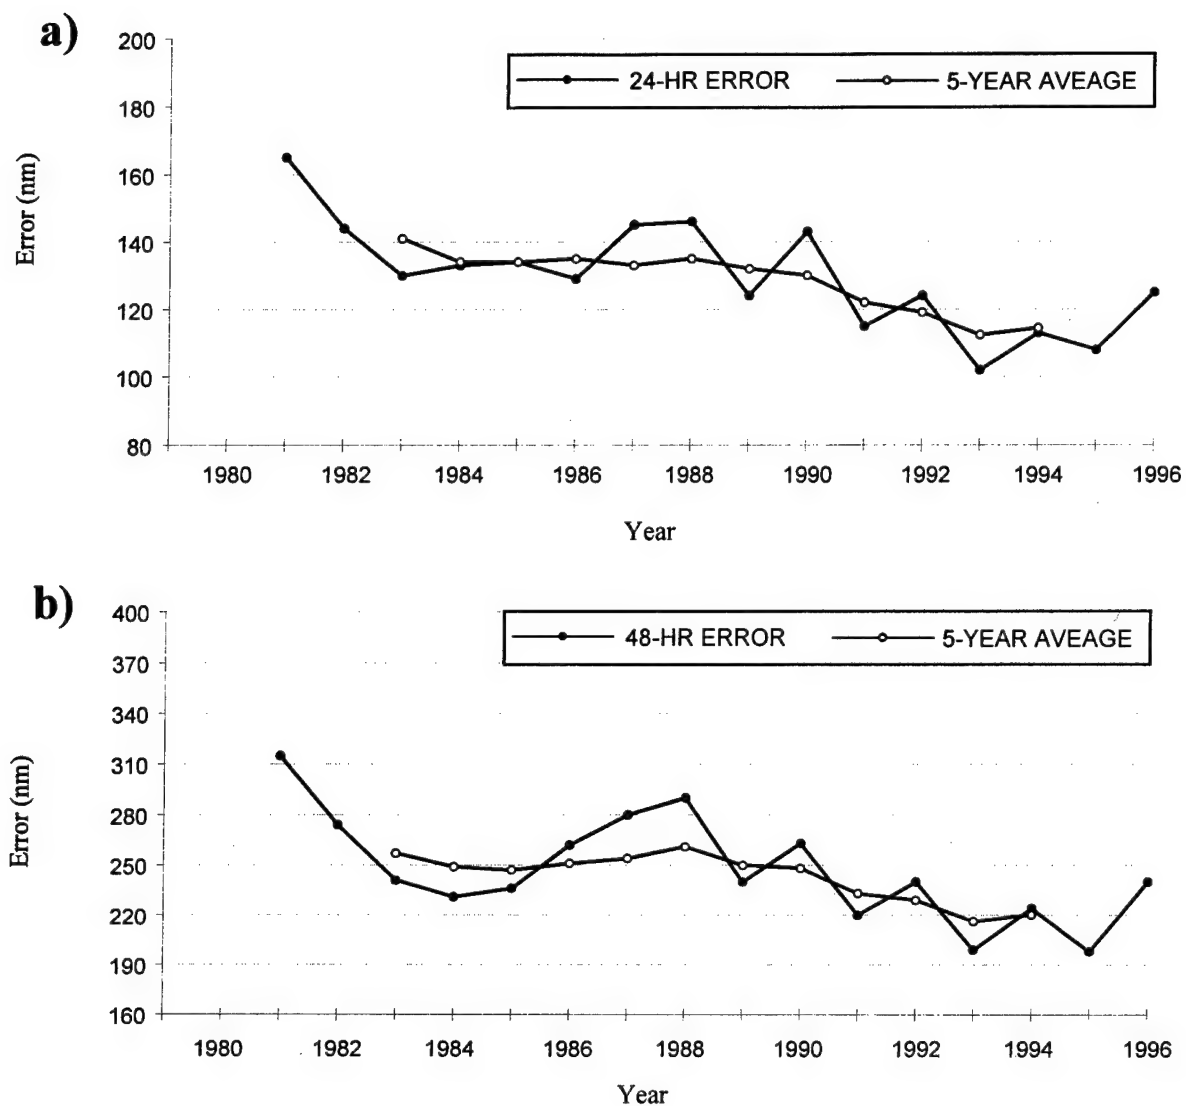 a)
200
24-HR ERROR 5-YEAR AVEAGE
180
160
Error (nm)
140
120
100
80
1980 1982 1984 1986 1988 1990 1992 1994 1996
Year
b)
400
48-HR ERROR 5-YEAR AVEAGE
370
340
310
Error (nm)
280
250
220
190
160
1980 1982 1984 1986 1988 1990 1992 1994 1996
Year